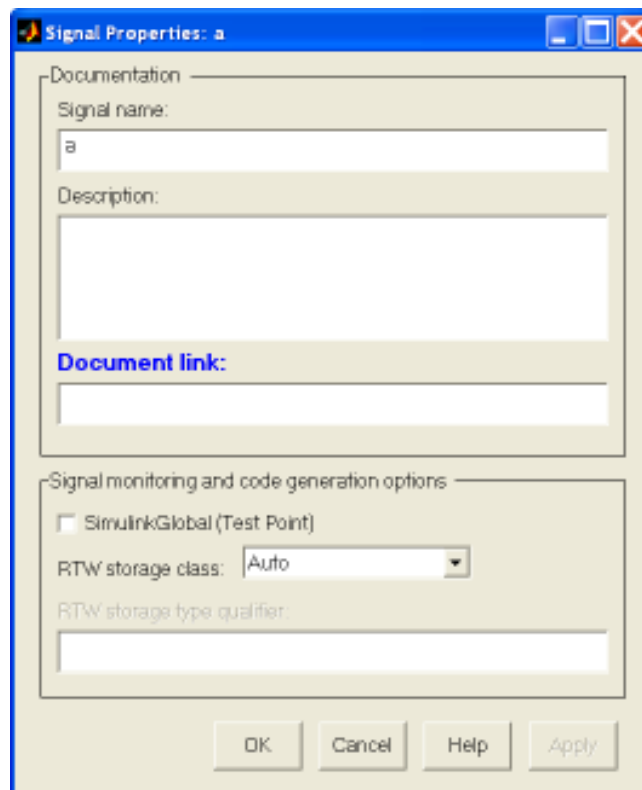 Signal Properties: a
Documentation
Signal name:
a
Description:
Document link:
Signal monitoring and code generation options
SimulinkGlobal (Test Point)
RTW storage class: Auto
RTW storage type qualifier:
OK Cancel Help Apply